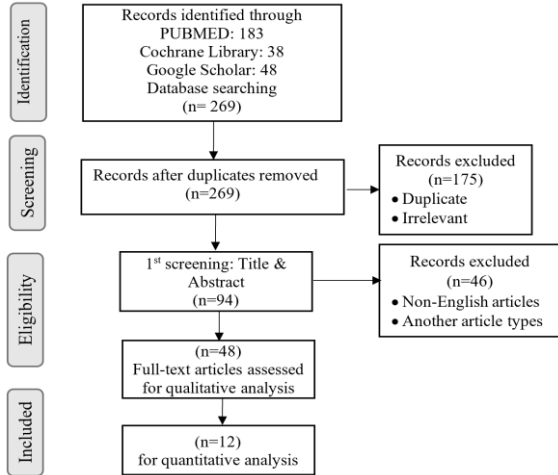 Identification
Records identified through
PUBMED: 183
Cochrane Library: 38
Google Scholar: 48
Database searching
(n= 269)
Screening
Records after duplicates removed
(n=269)
Records excluded
(n=175)
• Duplicate
• Irrelevant
Eligibility
1st screening: Title &
Abstract
(n=94)
Records excluded
(n=46)
• Non-English articles
• Another article types
(n=48)
Full-text articles assessed
for qualitative analysis
Included
(n=12)
for quantitative analysis